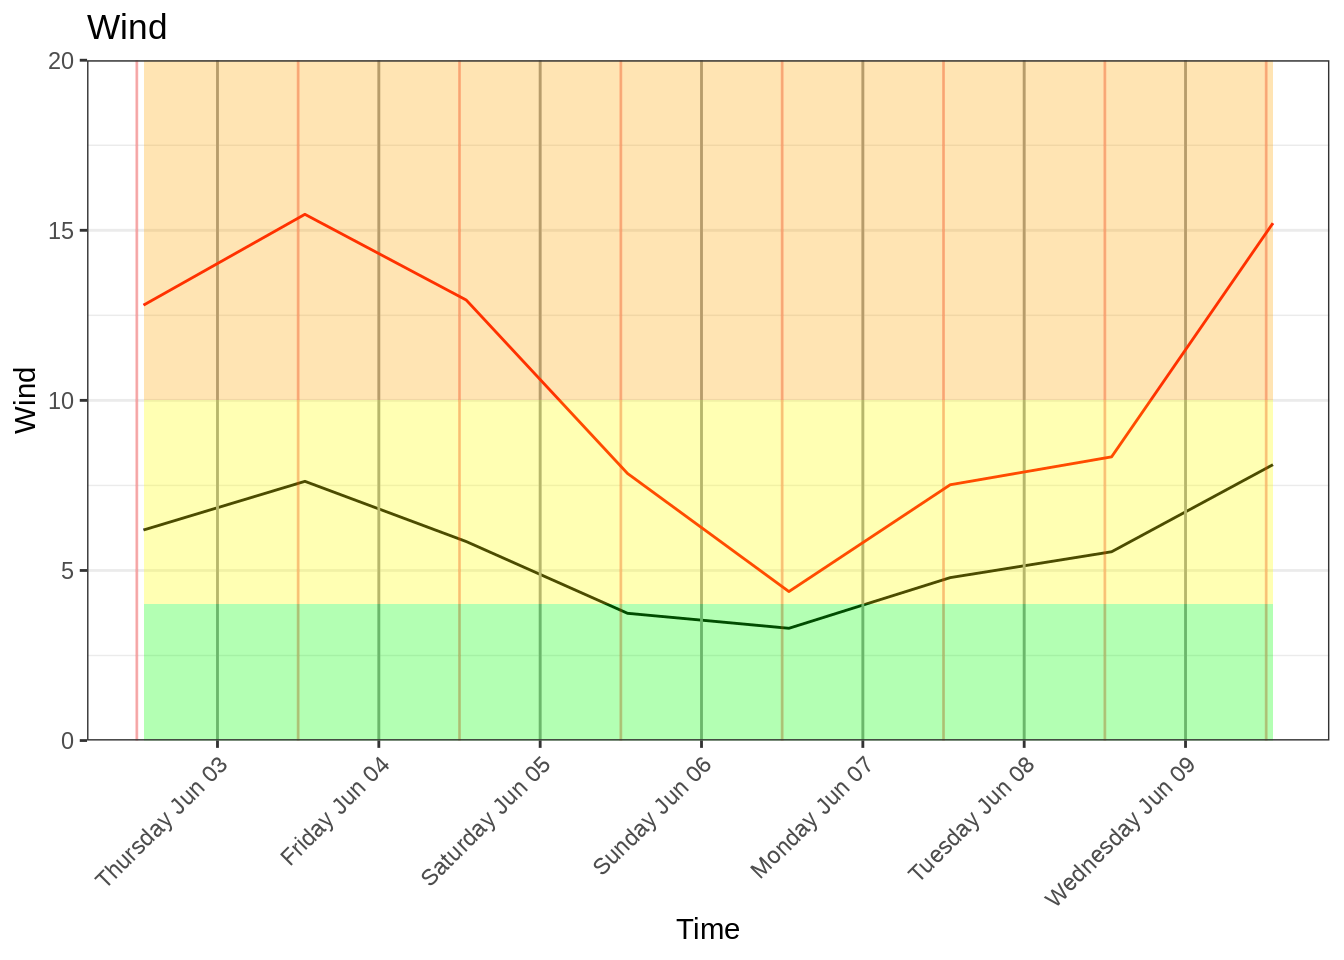 Wind
20
15
10
5
0
Wind
Thursday Jun 03
Friday Jun 04
Saturday Jun 05
Sunday Jun 06
Monday Jun 07
Tuesday Jun 08
Wednesday Jun 09
Time